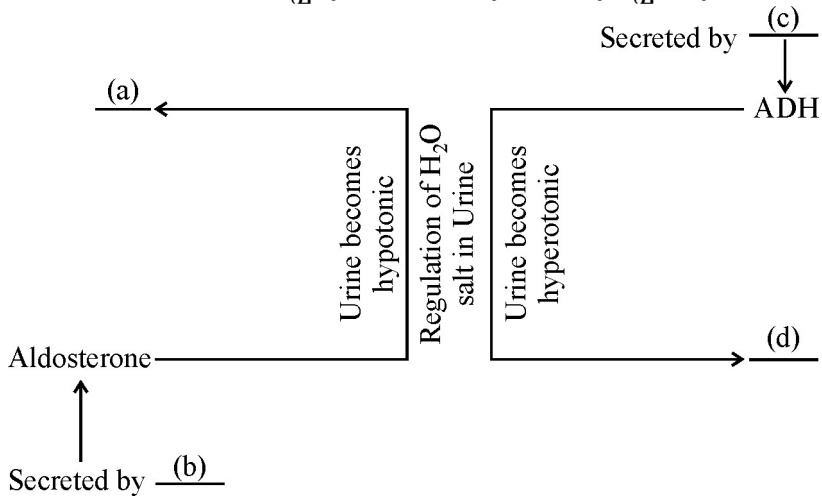 (c)
Secreted by
(a)
ADH
Urine becomes
hypotonic
Regulation of H₂O
salt in Urine
Urine becomes
hyperotonic
(d)
Aldosterone
Secreted by (b)